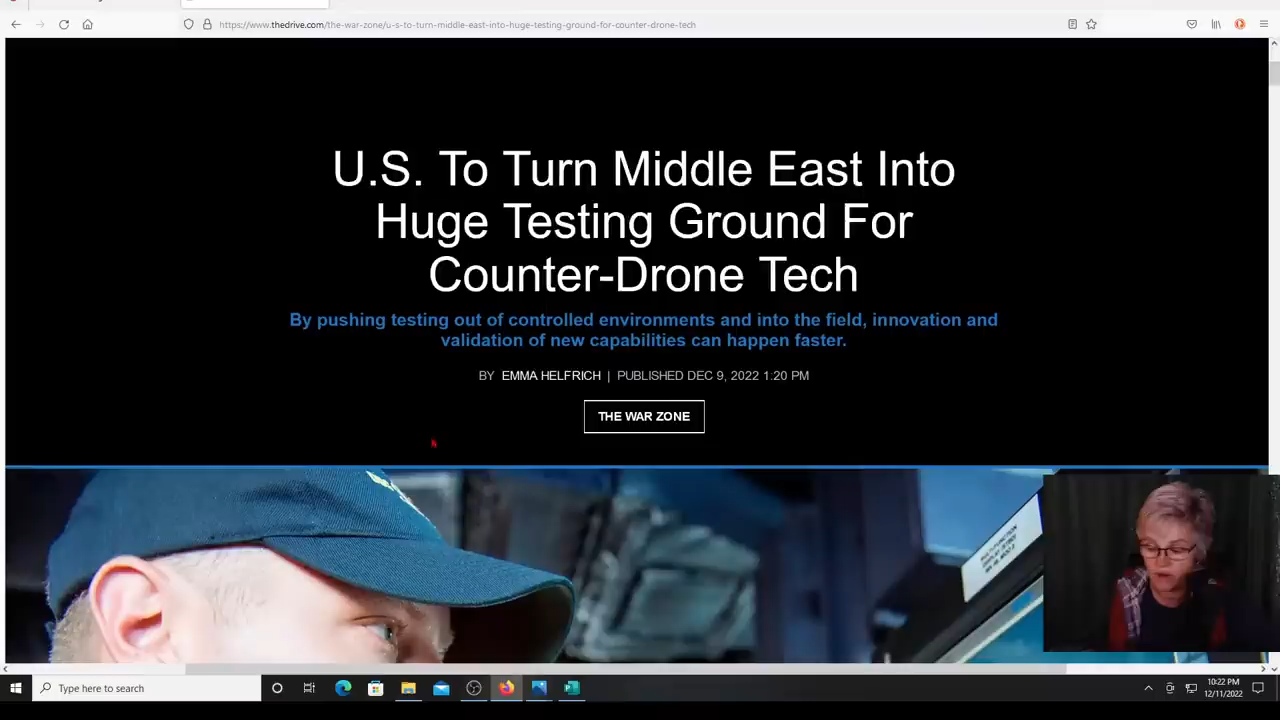 https://www.thedrive.com/the-war-zone/u-s-to-turn-middle-east-into-huge-testing-ground-for-counter-drone-tech
U.S. To Turn Middle East Into
Huge Testing Ground For
Counter-Drone Tech
By pushing testing out of controlled environments and into the field, innovation and
validation of new capabilities can happen faster.
BY EMMA HELFRICH | PUBLISHED DEC 9, 2022 1:20 PM
THE WAR ZONE
Type here to search
10:22 PM
12/11/2022